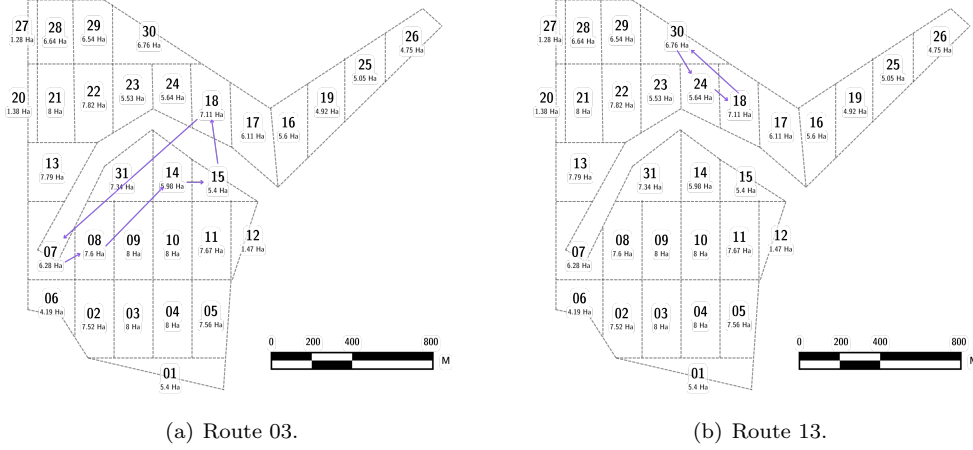 27
1.28 Ha
28
6.64 Ha
29
6.54 Ha
30
6.76 Ha
26
4.75 Ha
25
5.05 Ha
20
1.38 Ha
21
8 Ha
22
7.82 Ha
23
5.53 Ha
24
5.64 Ha
18
7.11 Ha
17
6.11 Ha
16
5.6 Ha
19
4.92 Ha
13
7.79 Ha
31
7.34 Ha
14
5.98 Ha
15
5.4 Ha
07
6.28 Ha
08
7.6 Ha
09
8 Ha
10
8 Ha
11
7.67 Ha
12
1.47 Ha
06
4.19 Ha
02
7.52 Ha
03
8 Ha
04
8 Ha
05
7.56 Ha
01
5.4 Ha
0 200 400 800
M
(a) Route 03.
27
1.28 Ha
28
6.64 Ha
29
6.54 Ha
30
6.76 Ha
26
4.75 Ha
25
5.05 Ha
20
1.38 Ha
21
8 Ha
22
7.82 Ha
23
5.53 Ha
24
5.64 Ha
18
7.11 Ha
17
6.11 Ha
16
5.6 Ha
19
4.92 Ha
13
7.79 Ha
31
7.34 Ha
14
5.98 Ha
15
5.4 Ha
07
6.28 Ha
08
7.6 Ha
09
8 Ha
10
8 Ha
11
7.67 Ha
12
1.47 Ha
06
4.19 Ha
02
7.52 Ha
03
8 Ha
04
8 Ha
05
7.56 Ha
01
5.4 Ha
0 200 400 800
M
(b) Route 13.